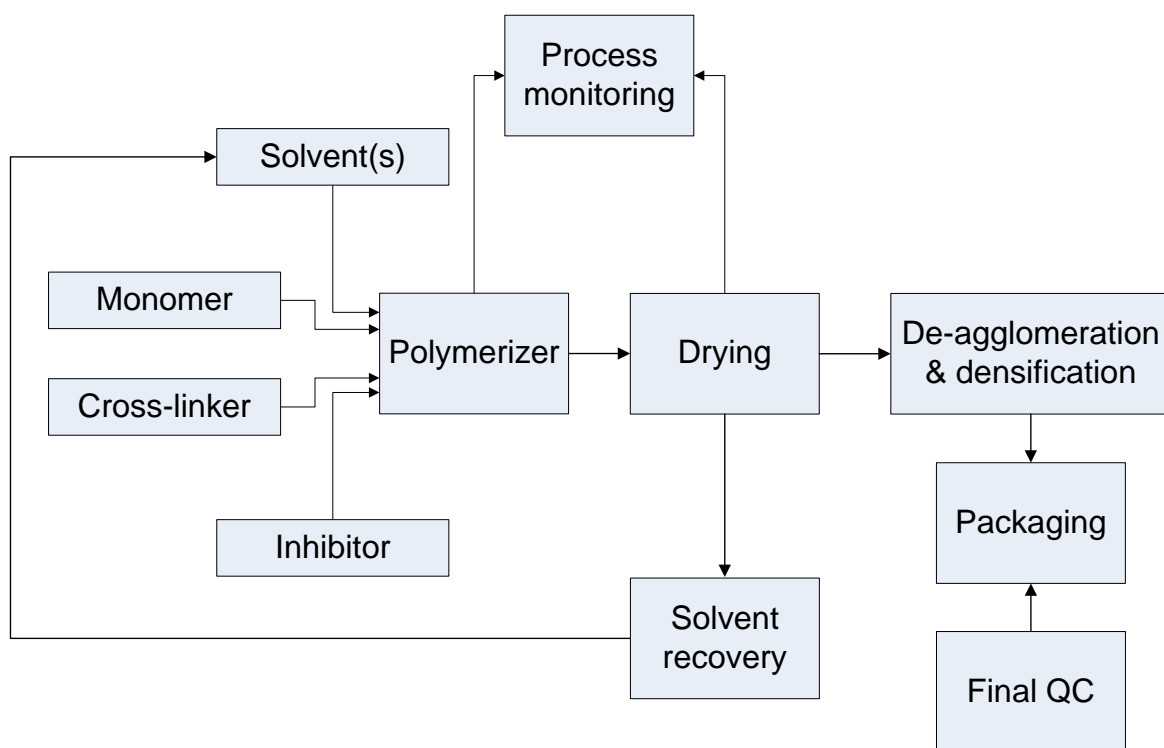 Process
monitoring
Solvent(s)
Monomer
Polymerizer
Drying
De-agglomeration
& densification
Cross-linker
Packaging
Inhibitor
Solvent
recovery
Final QC